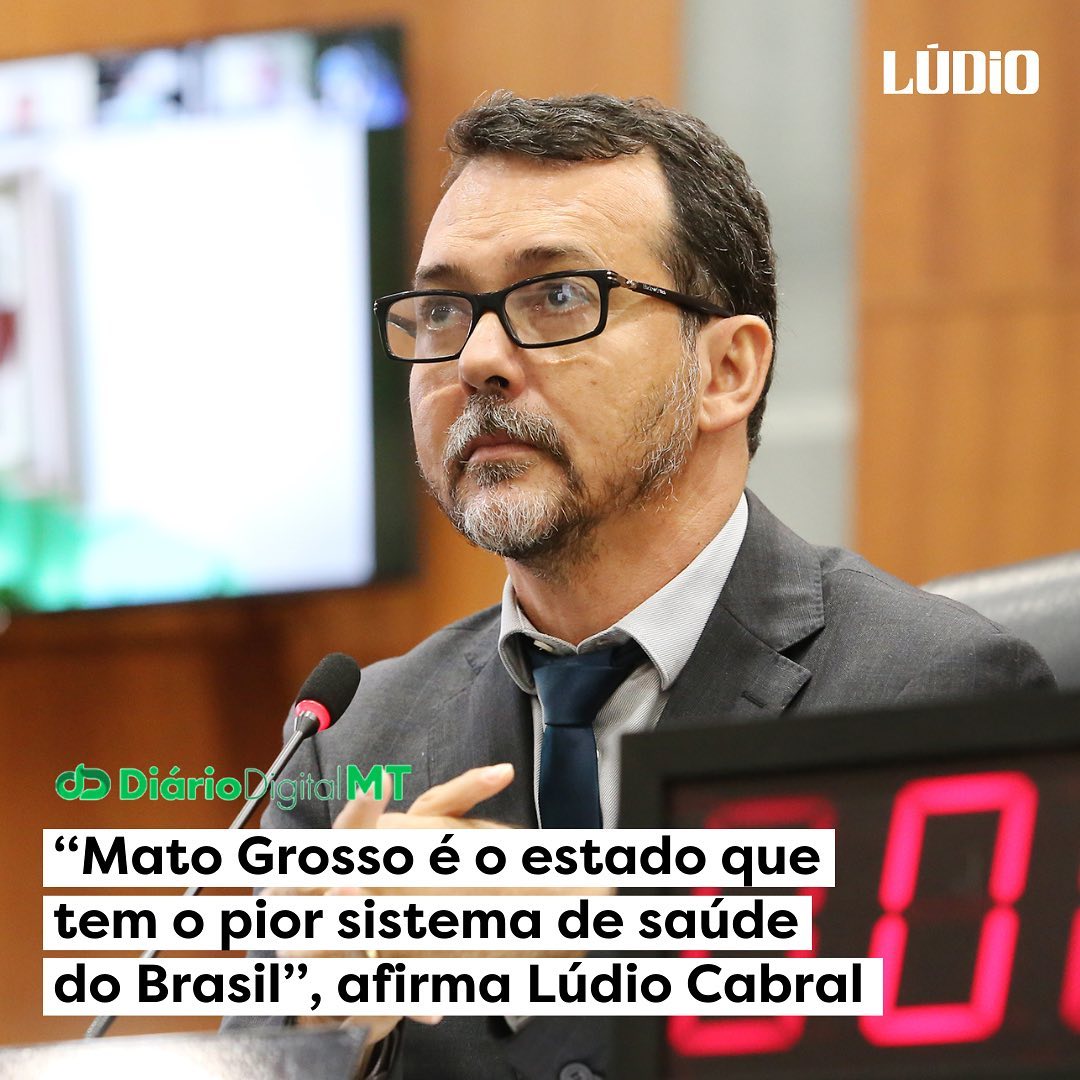 LÚDiO
DiárioDigitalMT
“Mato Grosso é o estado que
tem o pior sistema de saúde
do Brasil”, afirma Lúdio Cabral